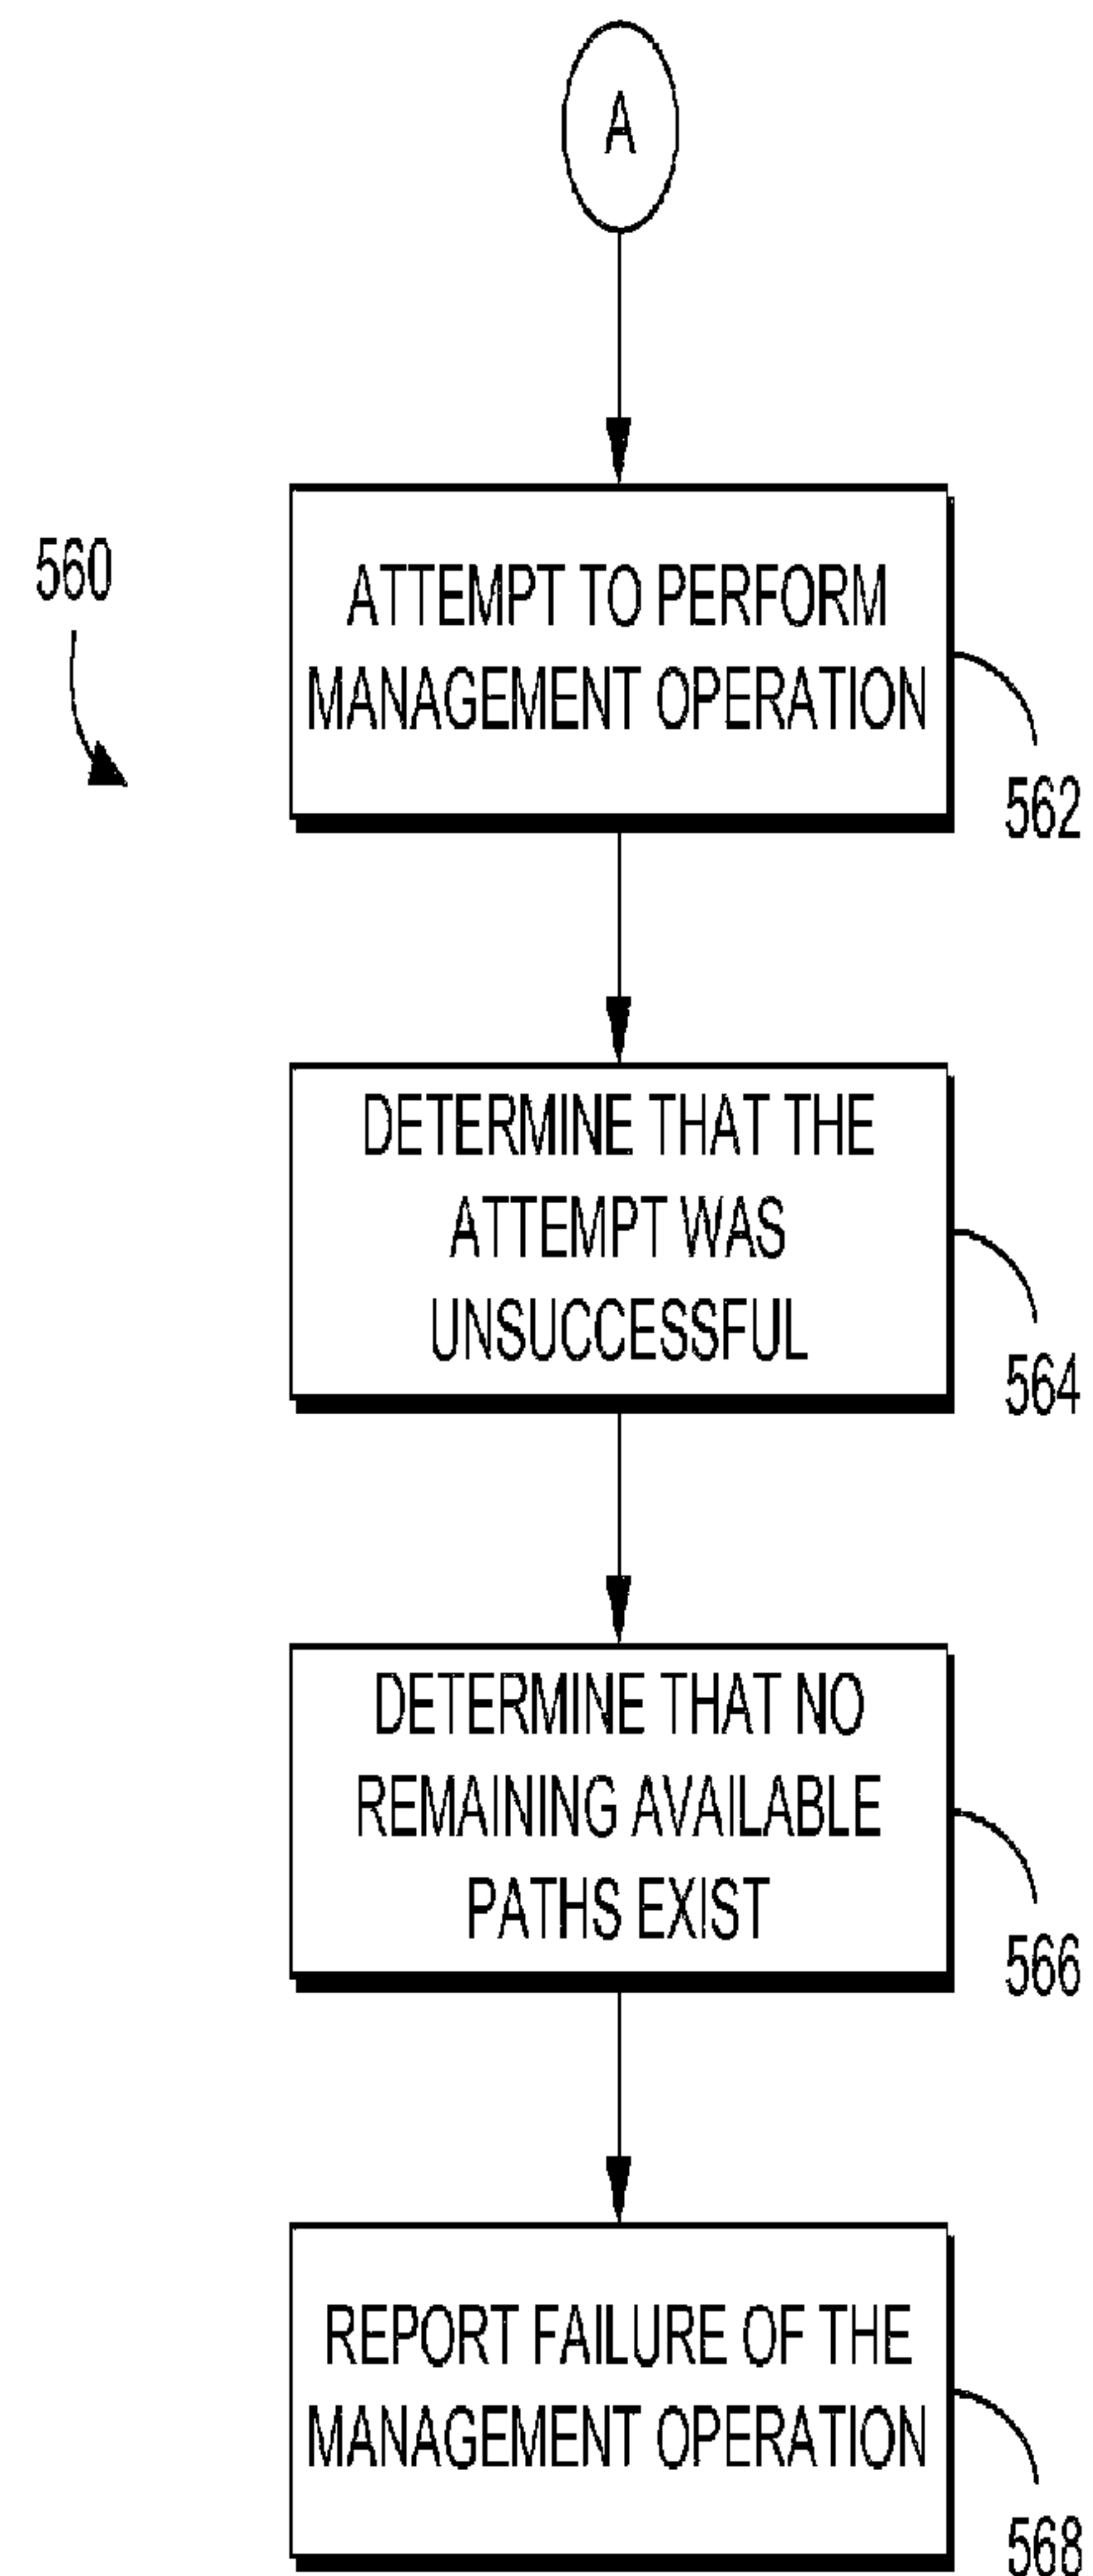 A
560
ATTEMPT TO PERFORM
MANAGEMENT OPERATION
562
DETERMINE THAT THE
ATTEMPT WAS
UNSUCCESSFUL
564
DETERMINE THAT NO
REMAINING AVAILABLE
PATHS EXIST
566
REPORT FAILURE OF THE
MANAGEMENT OPERATION
568